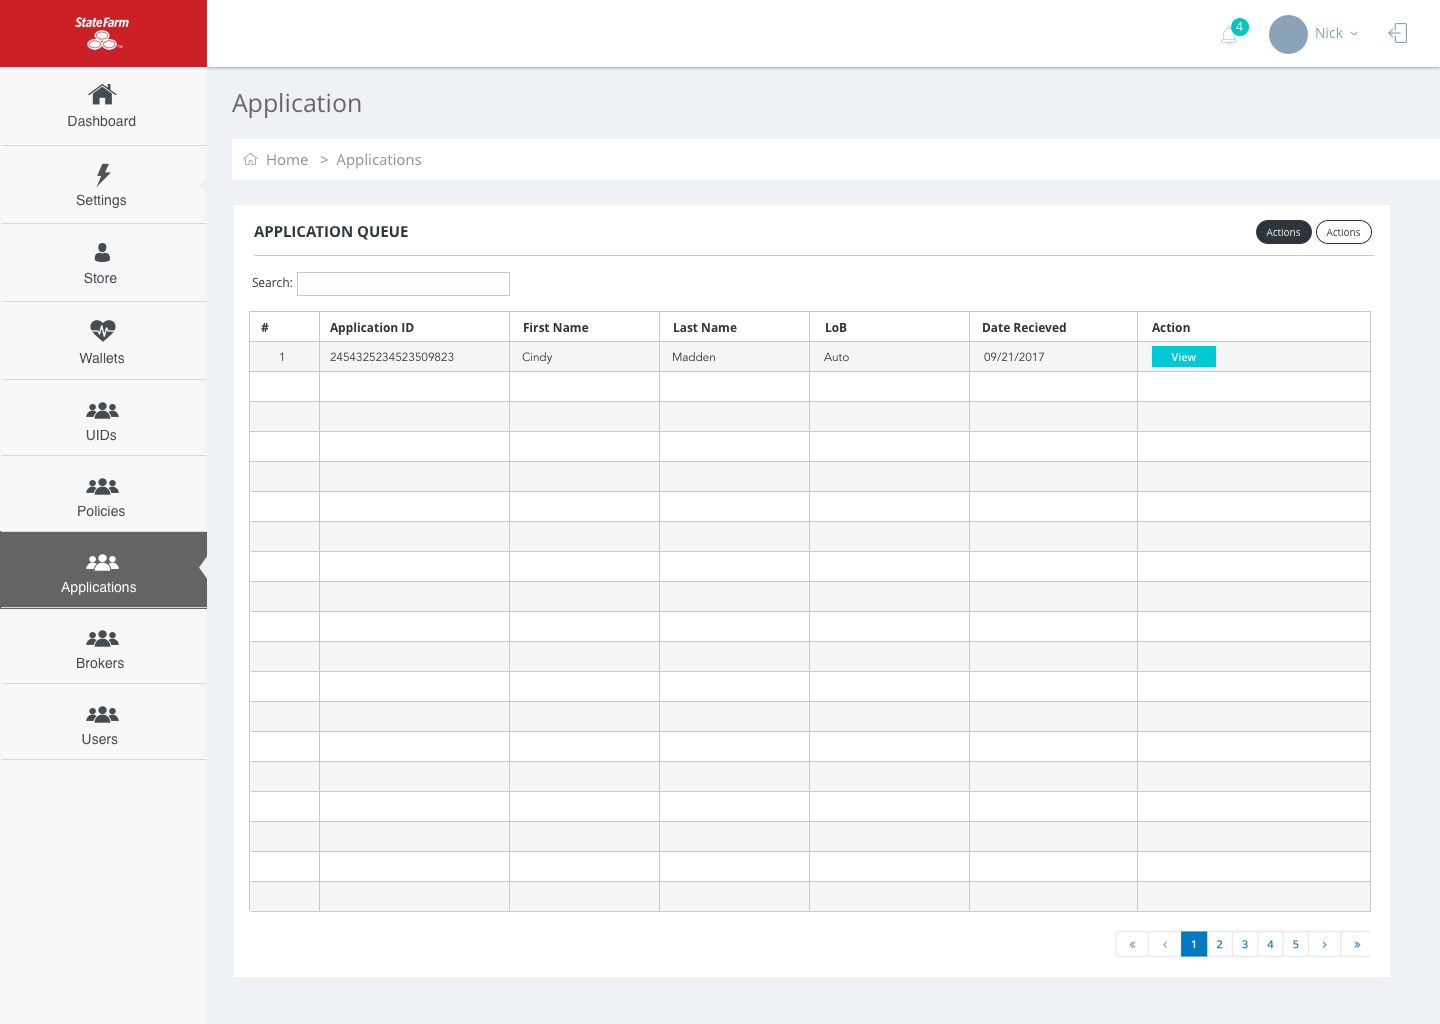 StateFarm
TM
4
Nick
Dashboard
Settings
Store
Wallets
UIDs
Policies
Applications
Brokers
Users
Application
Home > Applications
APPLICATION QUEUE
Actions Actions
Search:
# Application ID First Name Last Name LoB Date Recieved Action
1 2454325234523509823 Cindy Madden Auto 09/21/2017 View
« ‹ 1 2 3 4 5 › »